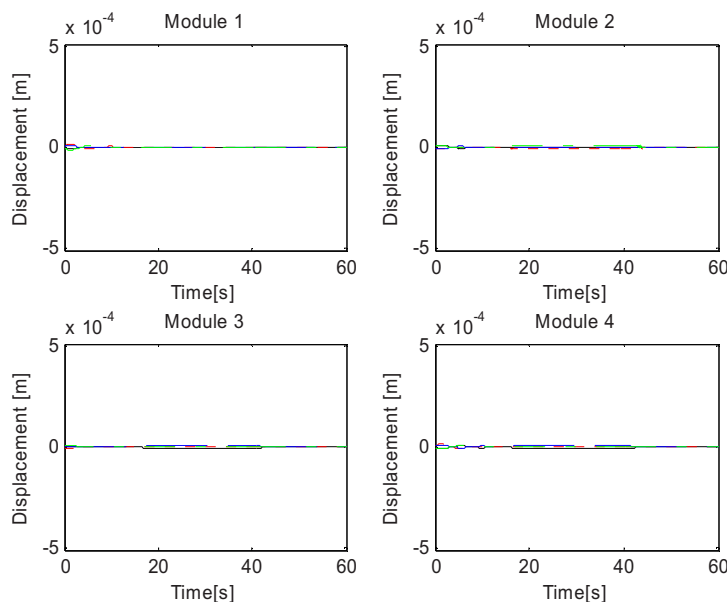 x 10^-4 Module 1
5
0
-5
Displacement [m]
0 20 40 60
Time[s]
x 10^-4 Module 2
5
0
-5
Displacement [m]
0 20 40 60
Time[s]
x 10^-4 Module 3
5
0
-5
Displacement [m]
0 20 40 60
Time[s]
x 10^-4 Module 4
5
0
-5
Displacement [m]
0 20 40 60
Time[s]